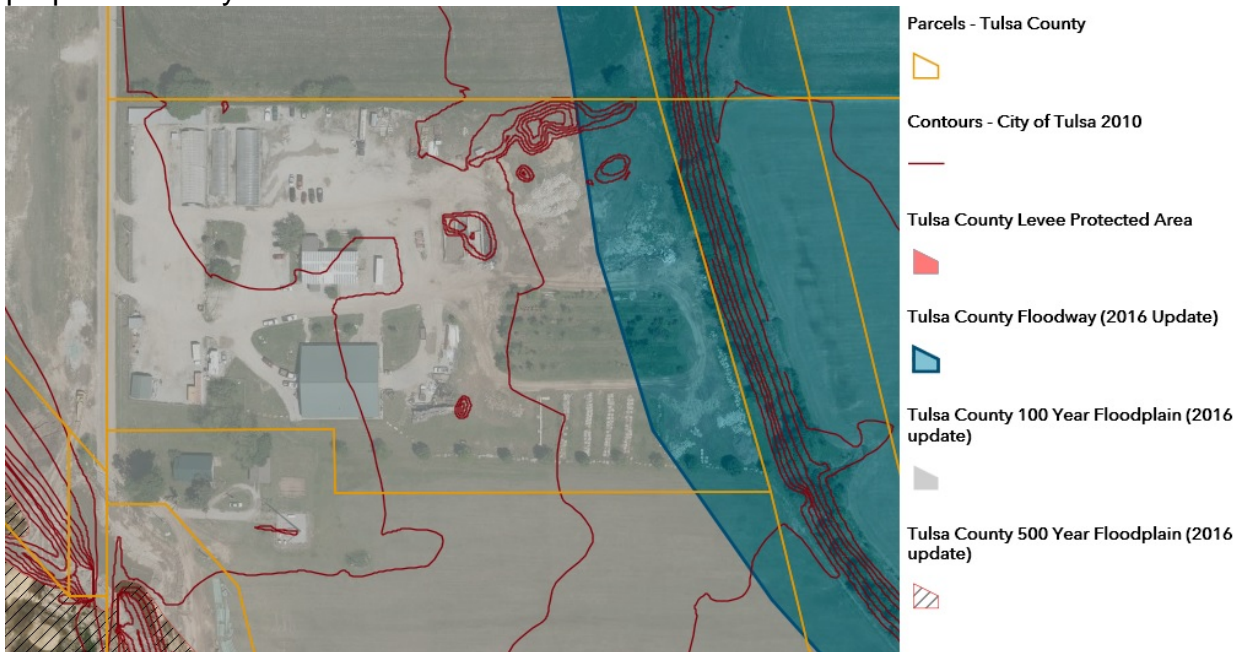 Parcels - Tulsa County
Contours - City of Tulsa 2010
Tulsa County Levee Protected Area
Tulsa County Floodway (2016 Update)
Tulsa County 100 Year Floodplain (2016
update)
Tulsa County 500 Year Floodplain (2016
update)